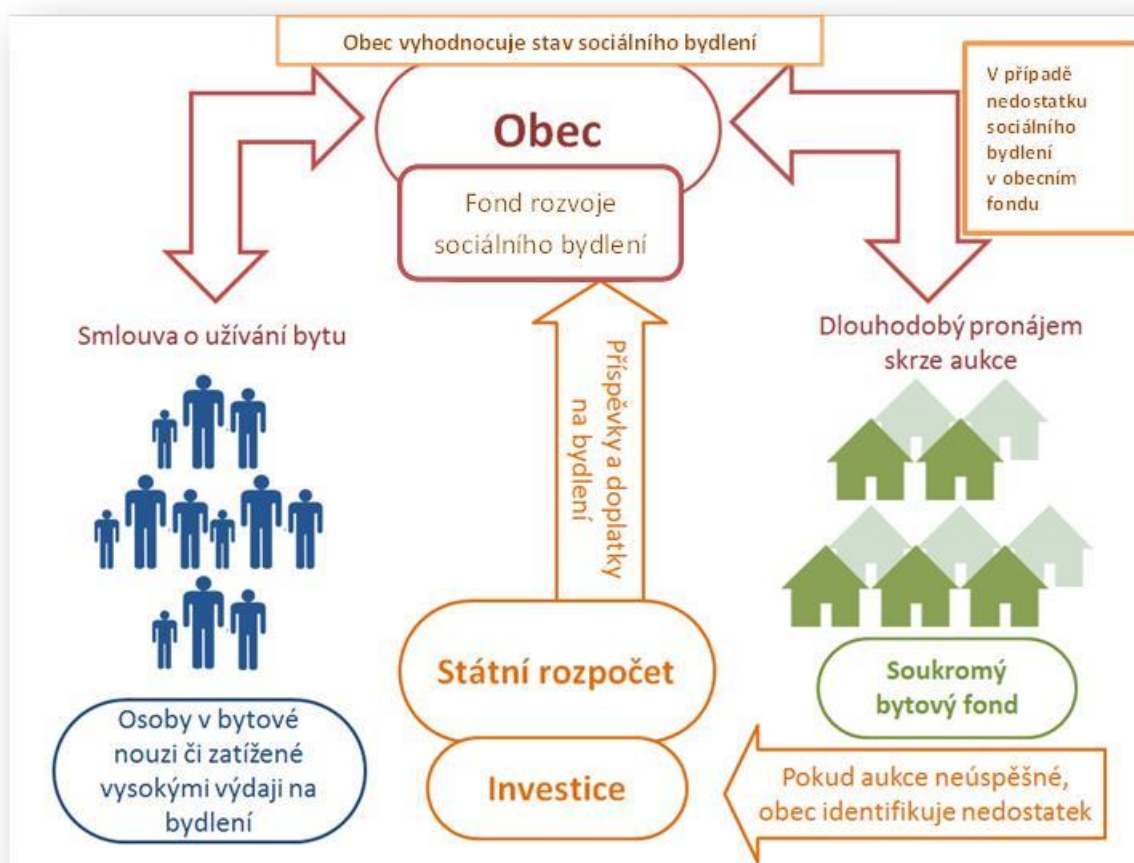 Obec vyhodnocuje stav sociálního bydlení
V případě
nedostatku
sociálního
bydlení
v obecním
fondu
Obec
Fond rozvoje
sociálního bydlení
Smlouva o užívání bytu
Dlouhodobý pronájem
skrze aukce
Příspěvky a doplatky
na bydlení
Státní rozpočet
Soukromý
bytový fond
Osoby v bytové
nouzi či zatížené
vysokými výdaji na
bydlení
Investice
Pokud aukce neúspěšné,
obec identifikuje nedostatek